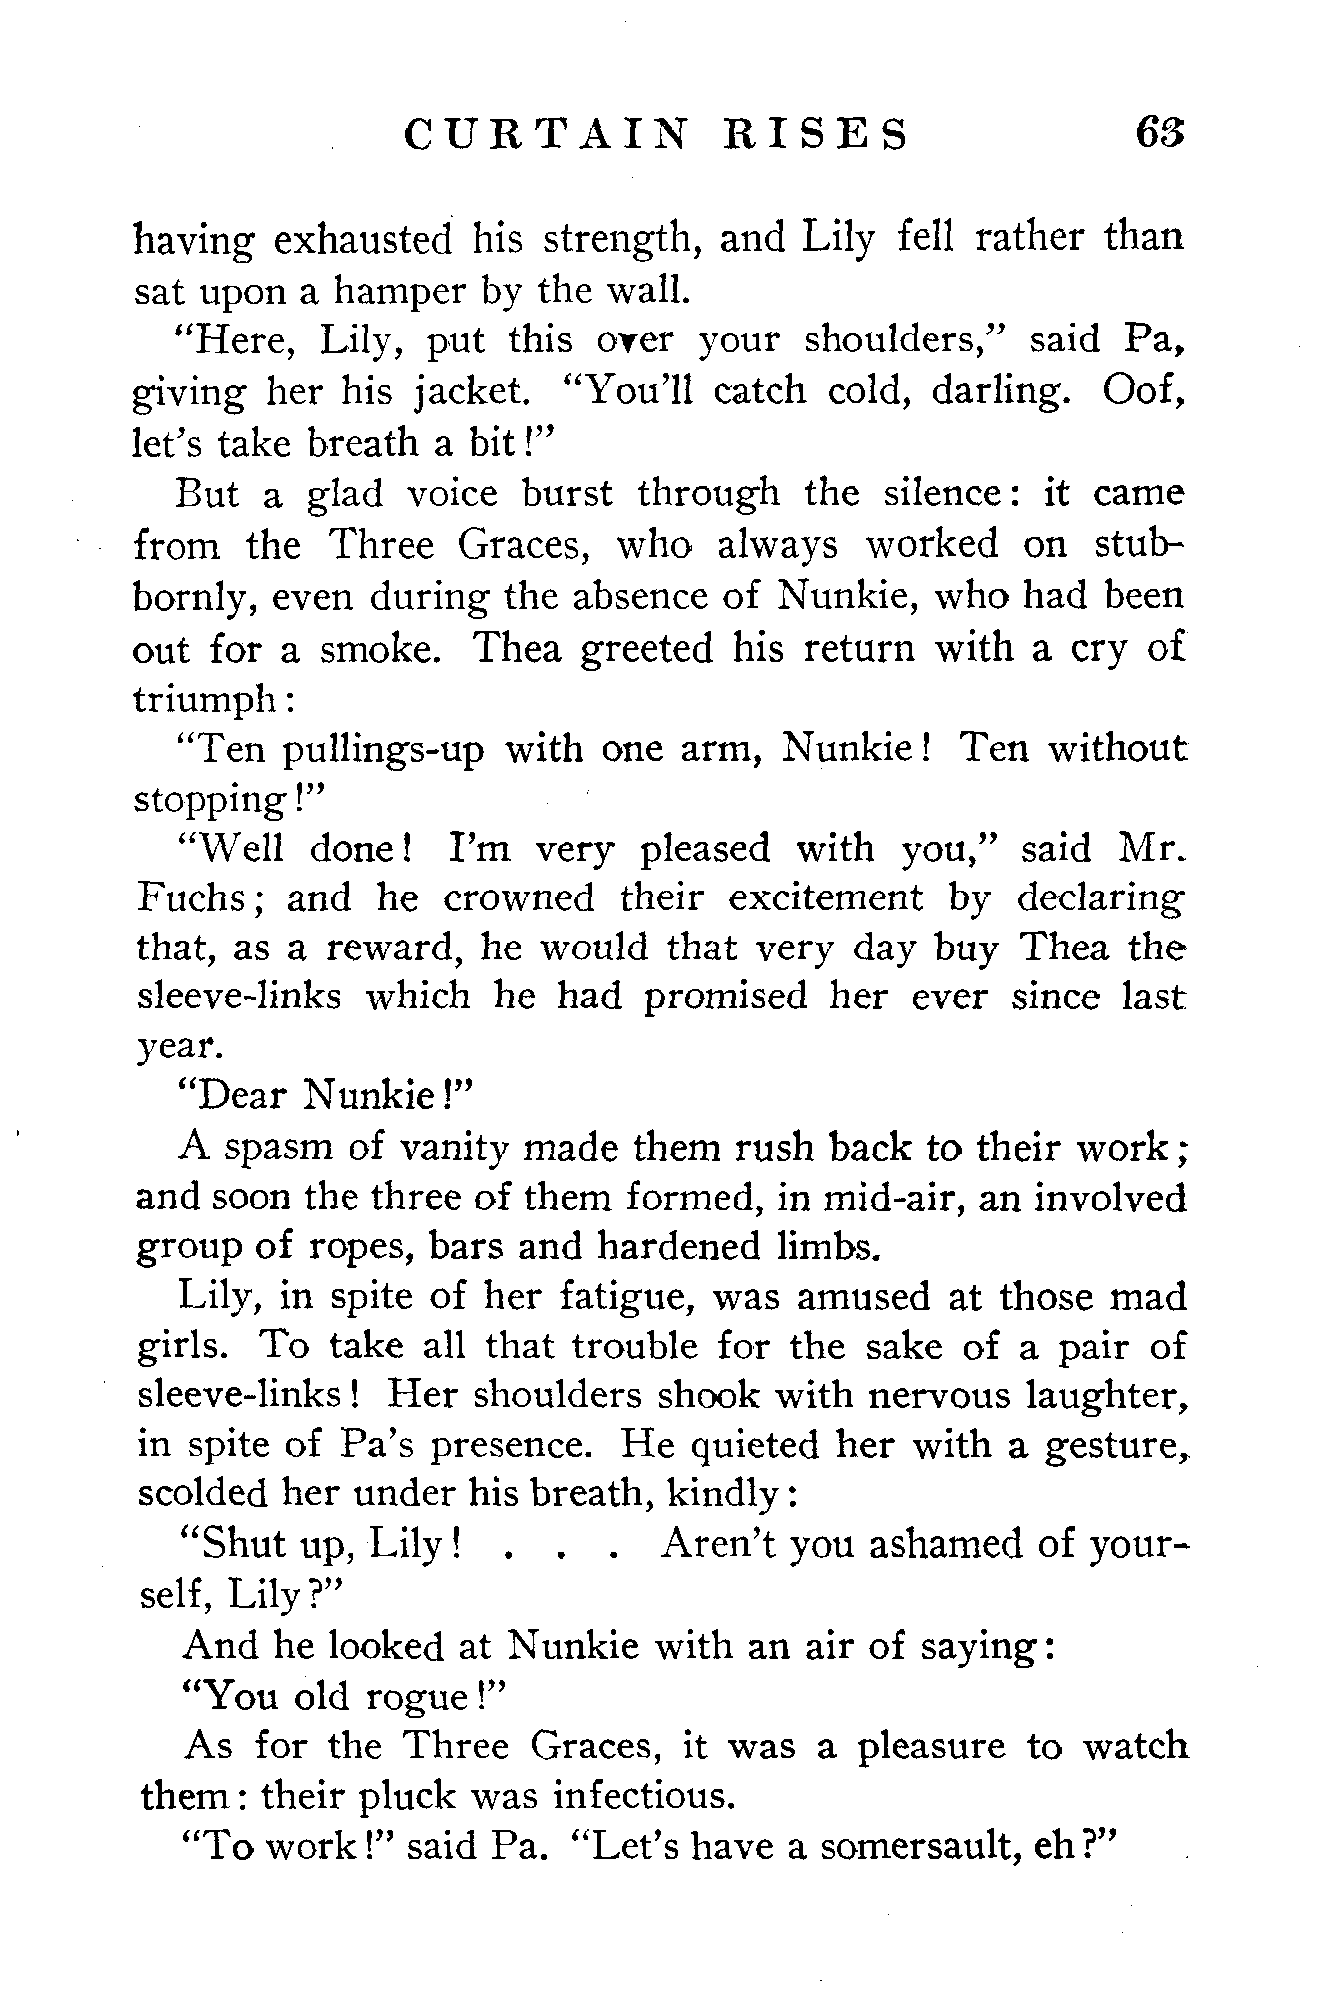 CURTAIN RISES 63
having exhausted his strength, and Lily fell rather than
sat upon a hamper by the wall.
"Here, Lily, put this over your shoulders," said Pa,
giving her his jacket. "You'll catch cold, darling. Oof,
let's take breath a bit!"
But a glad voice burst through the silence: it came
from the Three Graces, who always worked on stub-
bornly, even during the absence of Nunkie, who had been
out for a smoke. Thea greeted his return with a cry of
triumph:
"Ten pullings-up with one arm, Nunkie! Ten without
stopping!"
"Well done! I'm very pleased with you," said Mr.
Fuchs; and he crowned their excitement by declaring
that, as a reward, he would that very day buy Thea the
sleeve-links which he had promised her ever since last
year.
"Dear Nunkie!"
A spasm of vanity made them rush back to their work;
and soon the three of them formed, in mid-air, an involved
group of ropes, bars and hardened limbs.
Lily, in spite of her fatigue, was amused at those mad
girls. To take all that trouble for the sake of a pair of
sleeve-links! Her shoulders shook with nervous laughter,
in spite of Pa's presence. He quieted her with a gesture,
scolded her under his breath, kindly:
"Shut up, Lily! . . . Aren't you ashamed of your-
self, Lily?"
And he looked at Nunkie with an air of saying:
"You old rogue!"
As for the Three Graces, it was a pleasure to watch
them: their pluck was infectious.
"To work!" said Pa. "Let's have a somersault, eh?"